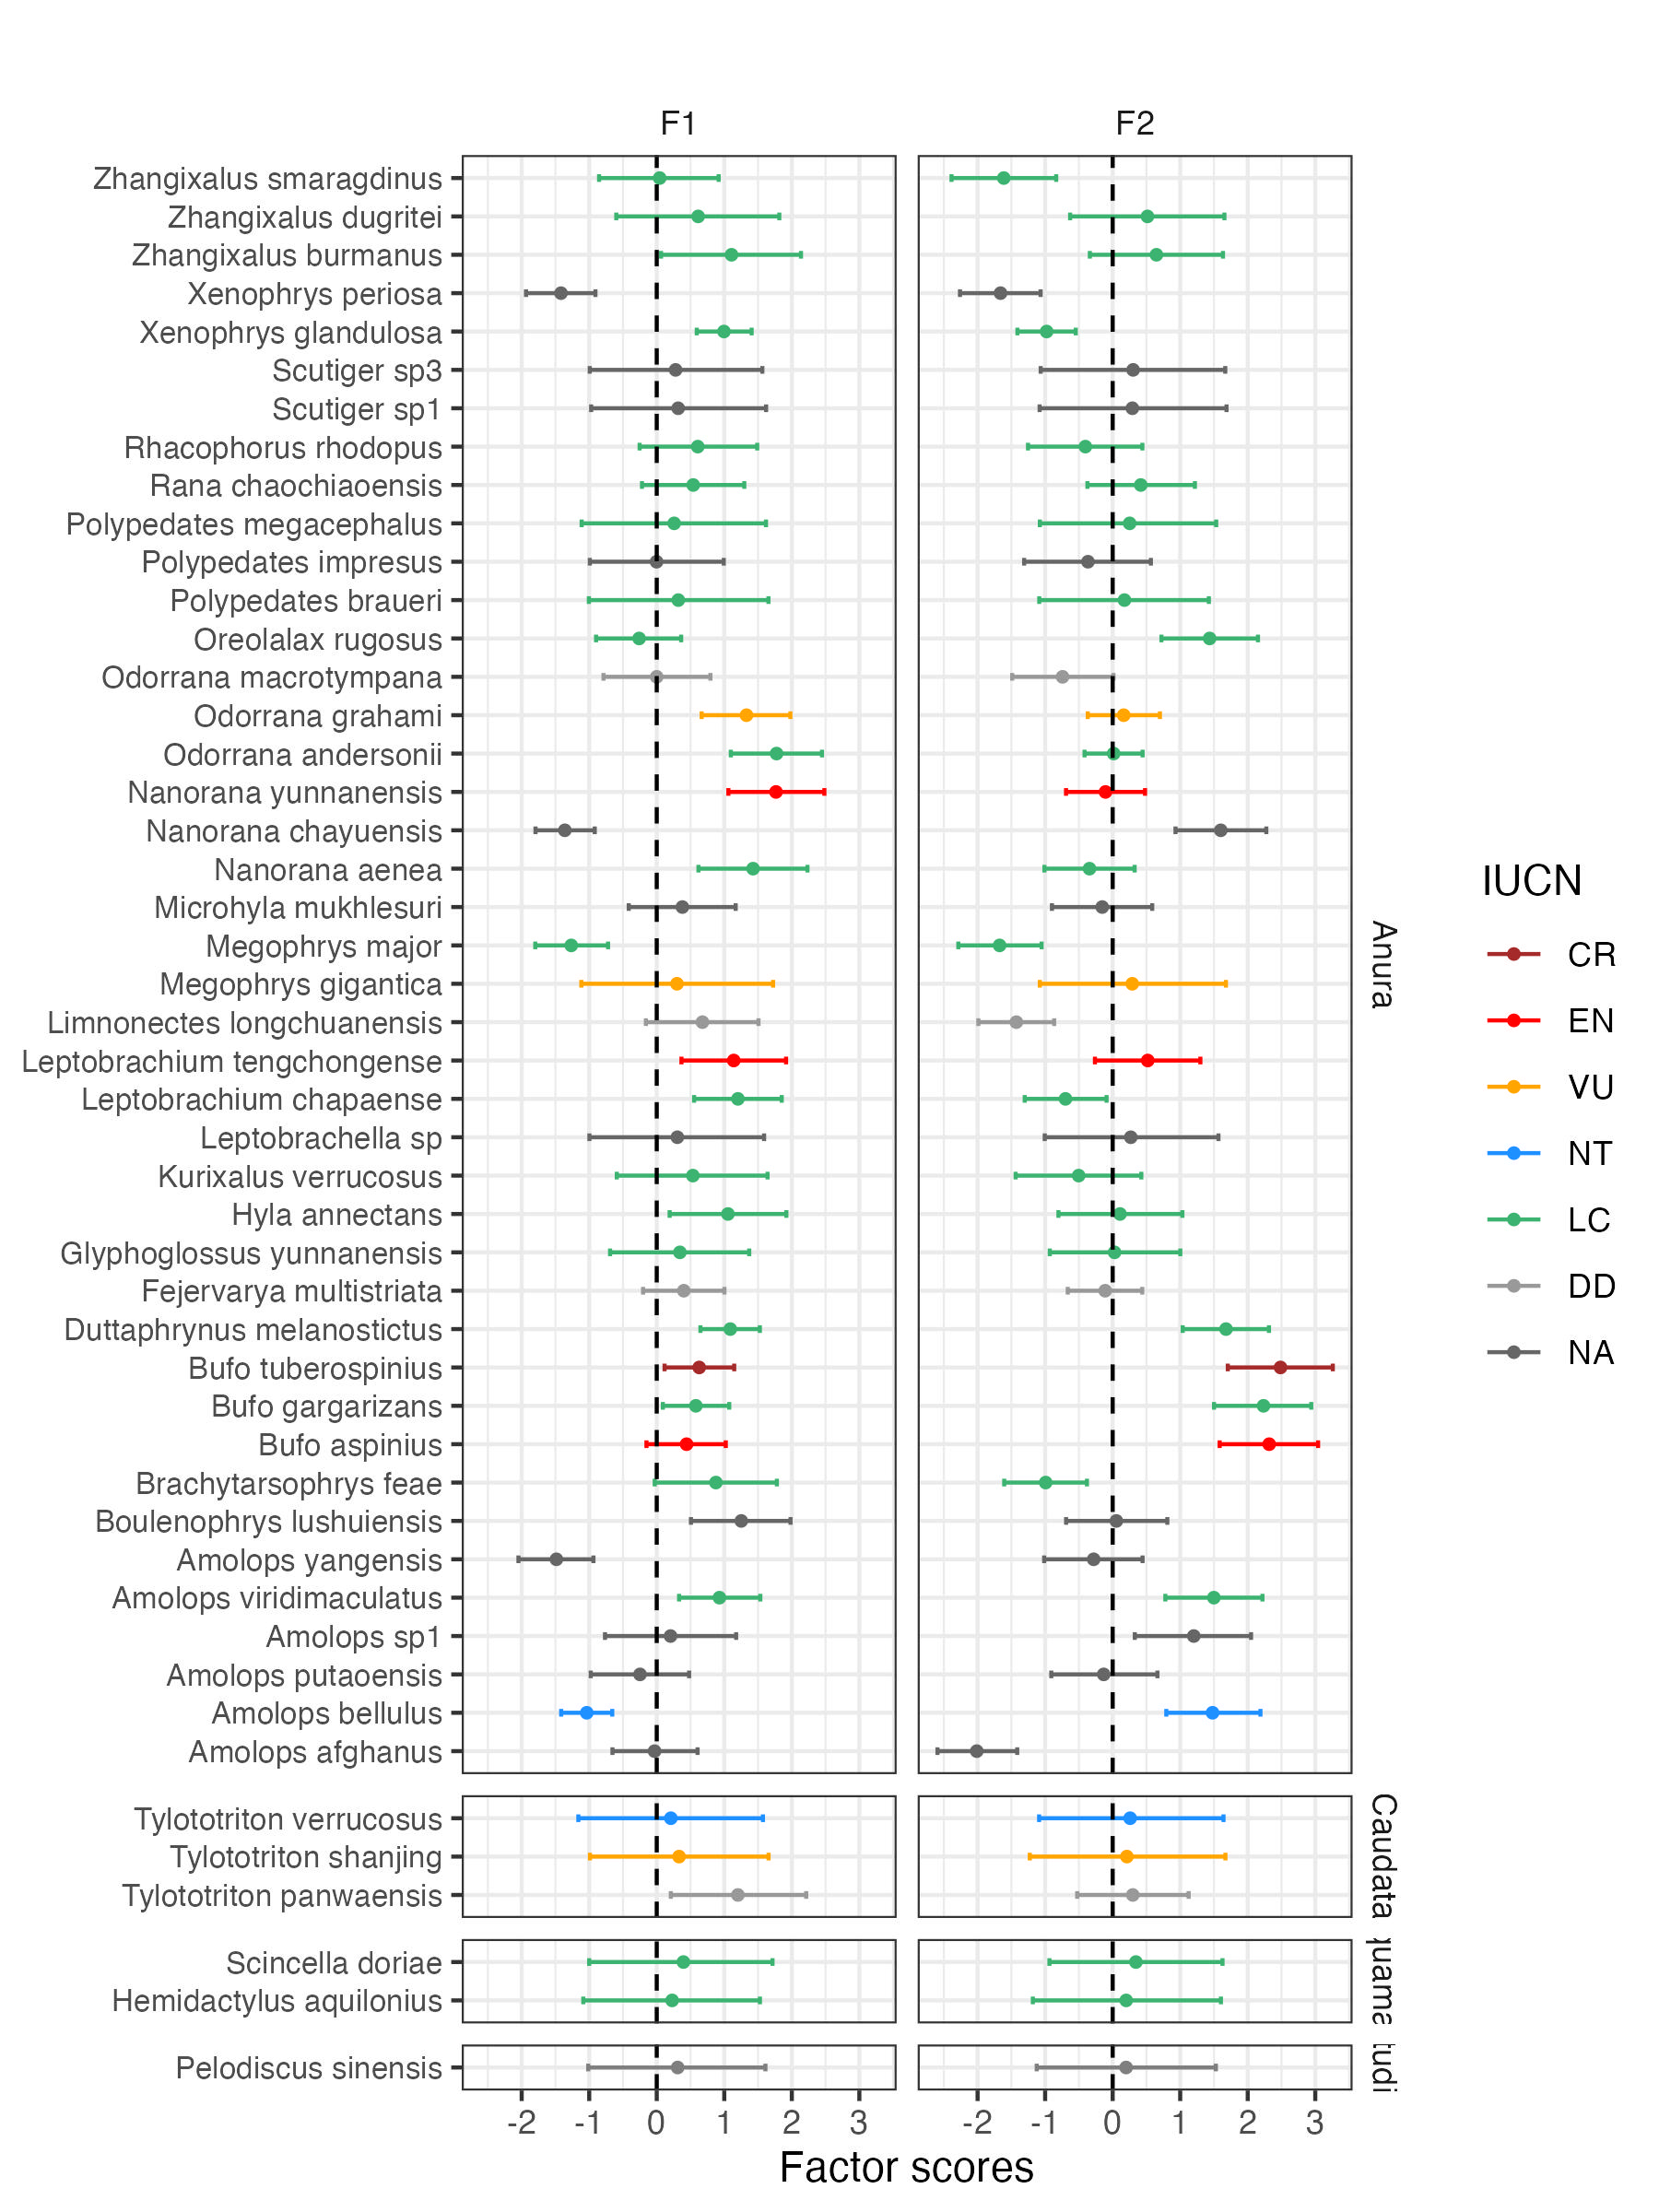 F1 F2
Zhangixalus smaragdinus
Zhangixalus dugritei
Zhangixalus burmanus
Xenophrys periosa
Xenophrys glandulosa
Scutiger sp3
Scutiger sp1
Rhacophorus rhodopus
Rana chaochiaoensis
Polypedates megacephalus
Polypedates impresus
Polypedates braueri
Oreolalax rugosus
Odorrana macrotympana
Odorrana grahami
Odorrana andersonii
Nanorana yunnanensis
Nanorana chayuensis
Nanorana aenea
Microhyla mukhlesuri
Megophrys major
Megophrys gigantica
Limnonectes longchuanensis
Leptobrachium tengchongense
Leptobrachium chapaense
Leptobrachella sp
Kurixalus verrucosus
Hyla annectans
Glyphoglossus yunnanensis
Fejervarya multistriata
Duttaphrynus melanostictus
Bufo tuberospinius
Bufo gargarizans
Bufo aspinius
Brachytarsophrys feae
Boulenophrys lushuiensis
Amolops yangensis
Amolops viridimaculatus
Amolops sp1
Amolops putaoensis
Amolops bellulus
Amolops afghanus
Anura
Tylototriton verrucosus
Tylototriton shanjing
Tylototriton panwaensis
Caudata
Scincella doriae
Hemidactylus aquilonius
quama
Pelodiscus sinensis
tudi
-2 -1 0 1 2 3 -2 -1 0 1 2 3
Factor scores
IUCN
CR
EN
VU
NT
LC
DD
NA